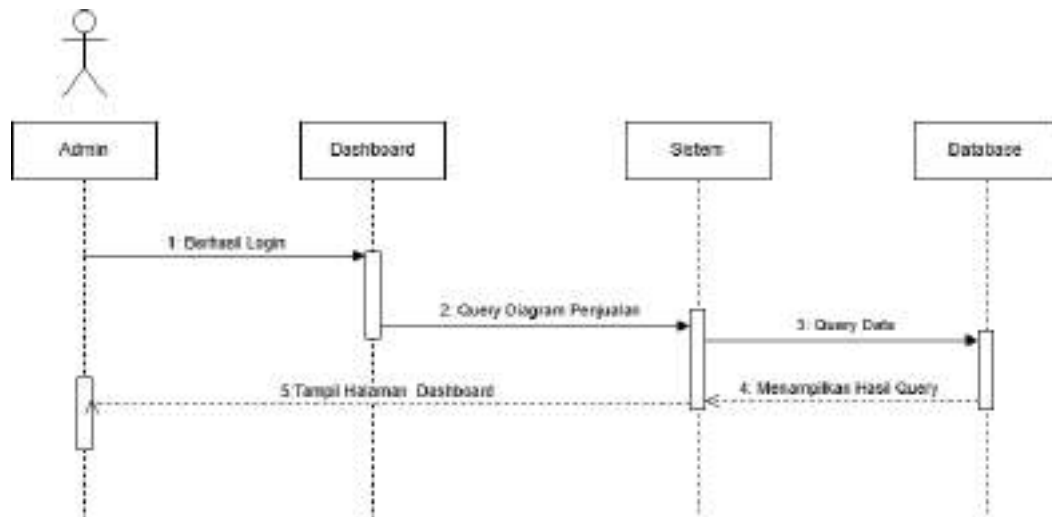 Admin
Dashboard
Sistem
Database
1: Berhasil Login
2: Query Diagram Penjualan
3: Query Data
4: Menampilkan Hasil Query
5:Tampil Halaman Dashboard